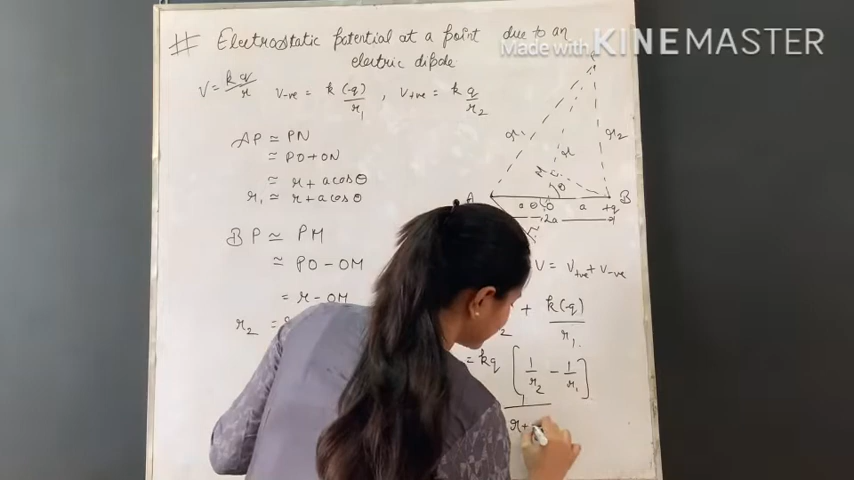 # Electrostatic potential at a point due to an
electric dipole
Made with KINEMASTER
V = kq/r V-ve = k(-q)/r₁ , V+ve = k q/r₂
AP ≃ PN
≃ PO + ON
≃ r + a cosθ
r₁ ≃ r + a cosθ
BP ≃ PM
≃ PO - OM
= r - OM
r₂ =
r₂
r
M
θ
A
B
a θ O a +q
2a
V = V+ve + V-ve
+ k(-q)/r₁
= kq [1/r₂ - 1/r₁]
1
r +